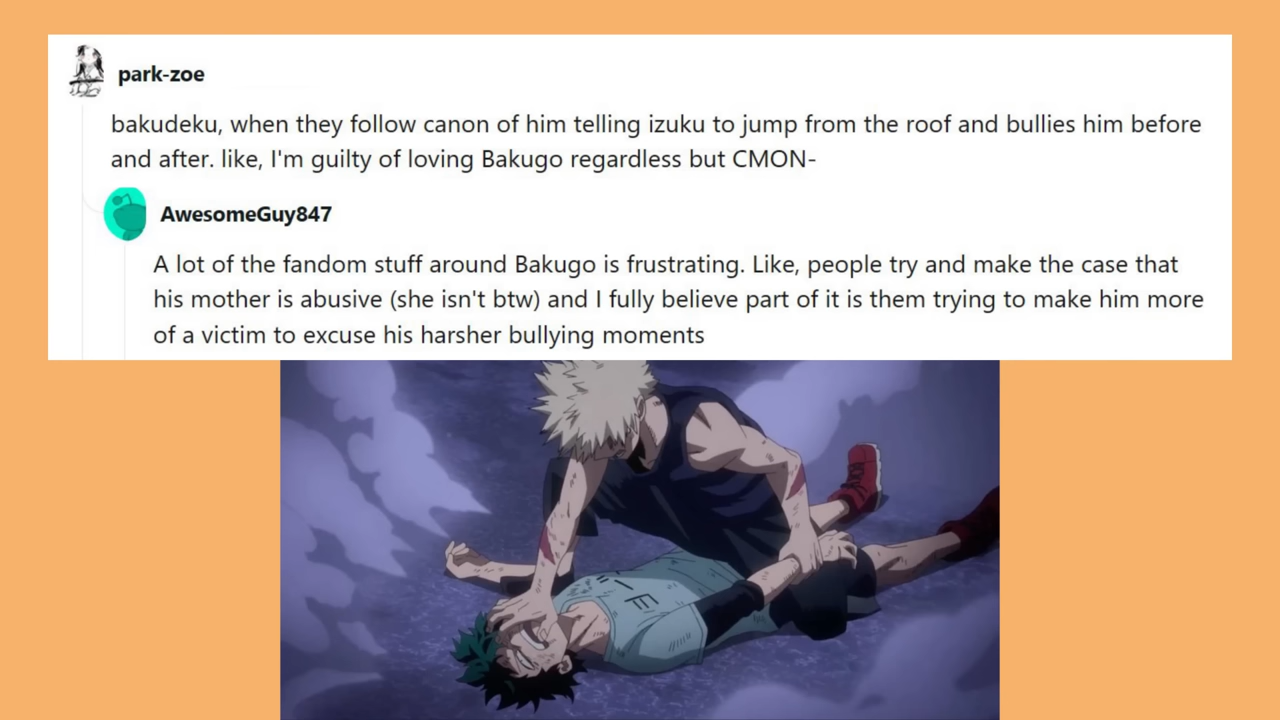 park-zoe
bakudeku, when they follow canon of him telling izuku to jump from the roof and bullies him before
and after. like, I'm guilty of loving Bakugo regardless but CMON-
AwesomeGuy847
A lot of the fandom stuff around Bakugo is frustrating. Like, people try and make the case that
his mother is abusive (she isn't btw) and I fully believe part of it is them trying to make him more
of a victim to excuse his harsher bullying moments